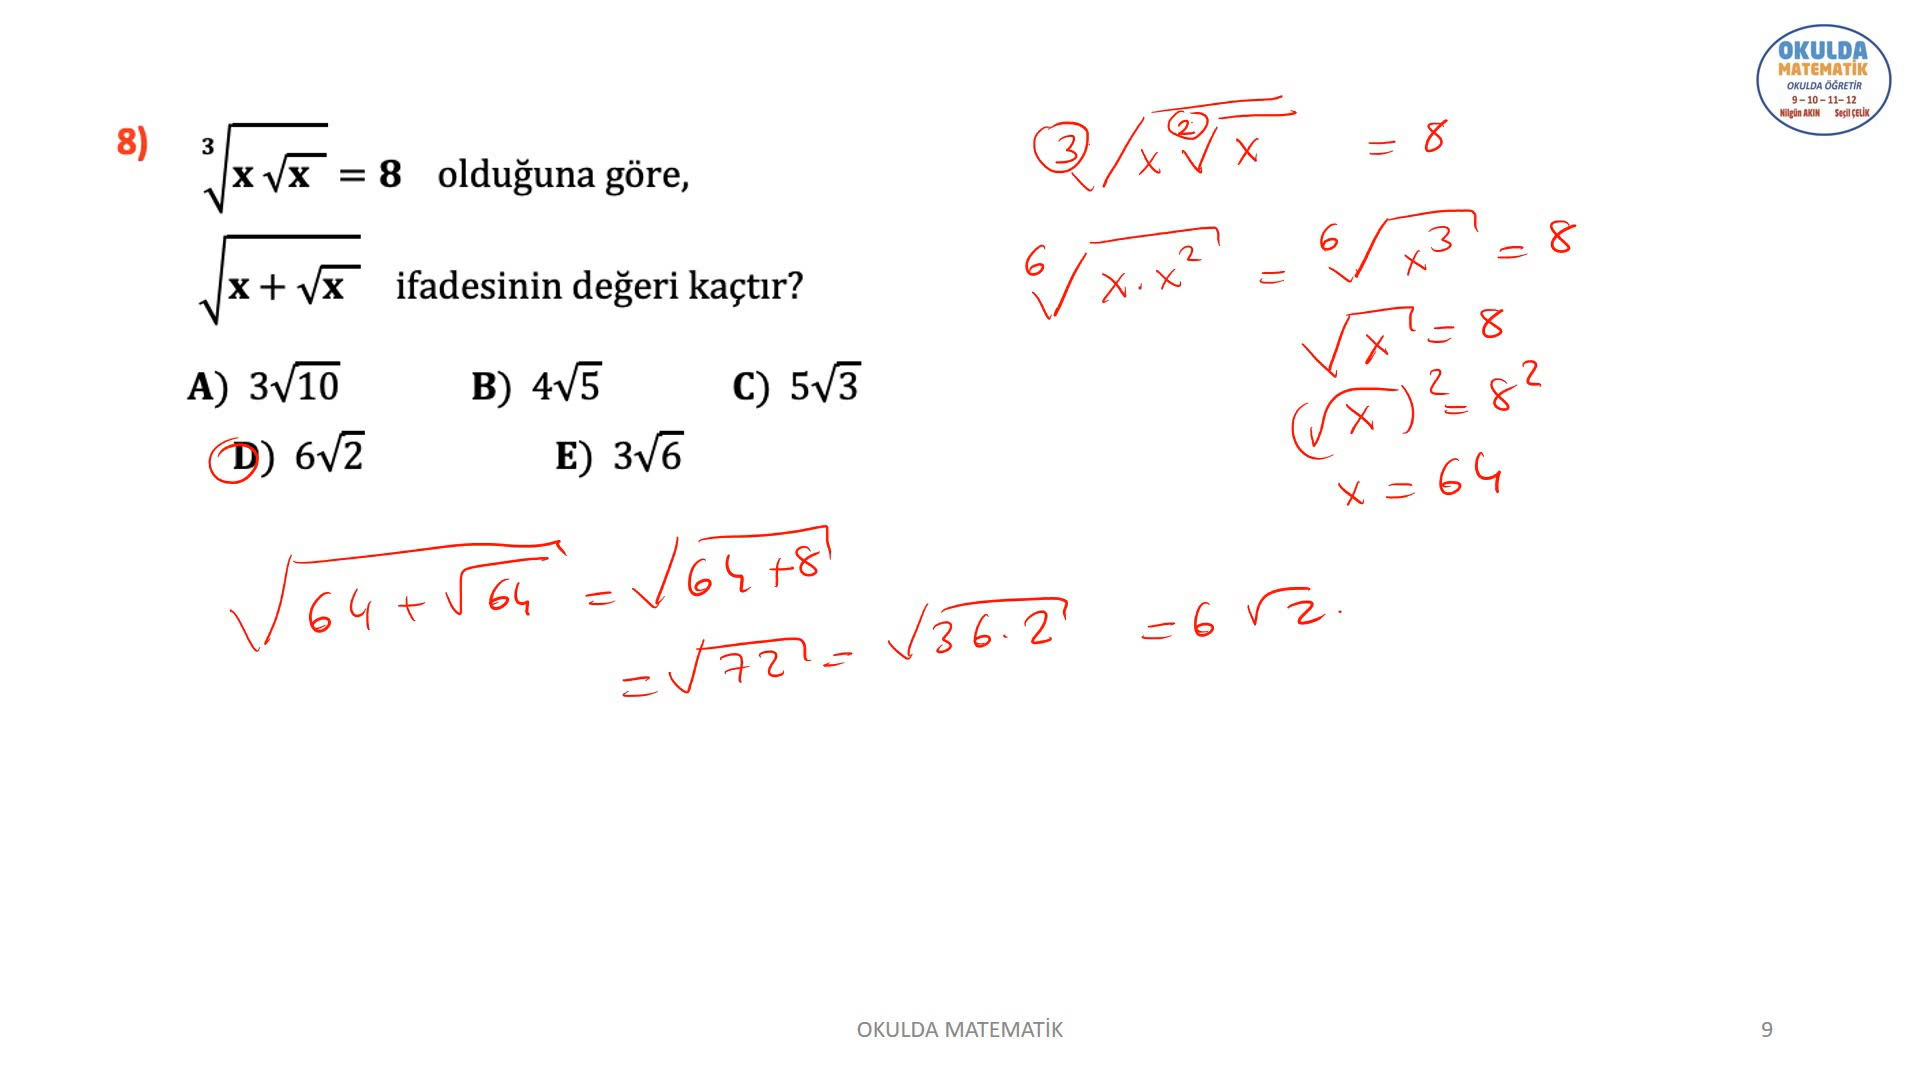 OKULDA
MATEMATİK
OKULDA ÖĞRETİR
9 – 10 – 11– 12
Nilgün AKIN Seçil ÇELİK
8) ∛(x √x) = 8 olduğuna göre,
√(x + √x) ifadesinin değeri kaçtır?
A) 3√10 B) 4√5 C) 5√3
D) 6√2 E) 3√6
3√(x 2√x) = 8
6√(x . x²) = 6√(x³) = 8
√x = 8
(√x)² = 8²
x = 64
√(64 + √64) = √(64 + 8)
= √72 = √(36 . 2) = 6 √2 .
OKULDA MATEMATİK 9